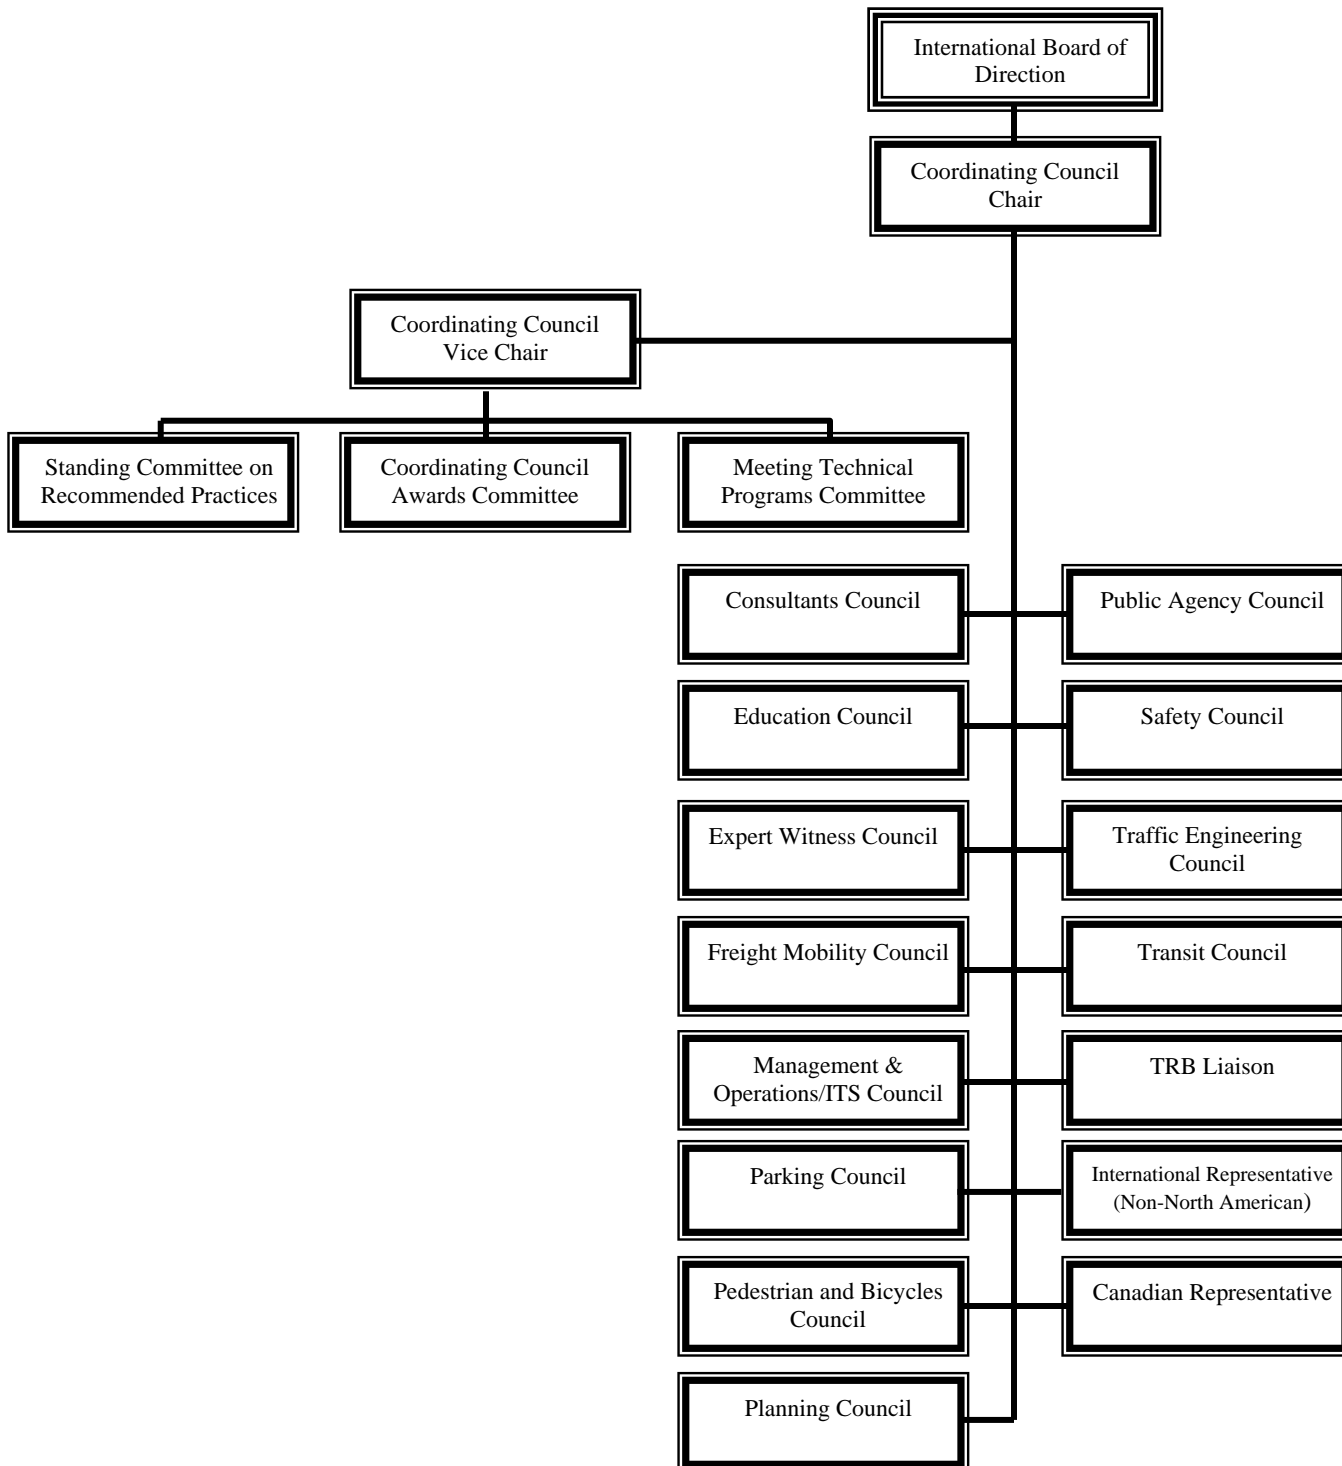 International Board of
Direction
Coordinating Council
Chair
Coordinating Council
Vice Chair
Standing Committee on
Recommended Practices
Coordinating Council
Awards Committee
Meeting Technical
Programs Committee
Consultants Council
Public Agency Council
Education Council
Safety Council
Expert Witness Council
Traffic Engineering
Council
Freight Mobility Council
Transit Council
Management &
Operations/ITS Council
TRB Liaison
Parking Council
International Representative
(Non-North American)
Pedestrian and Bicycles
Council
Canadian Representative
Planning Council